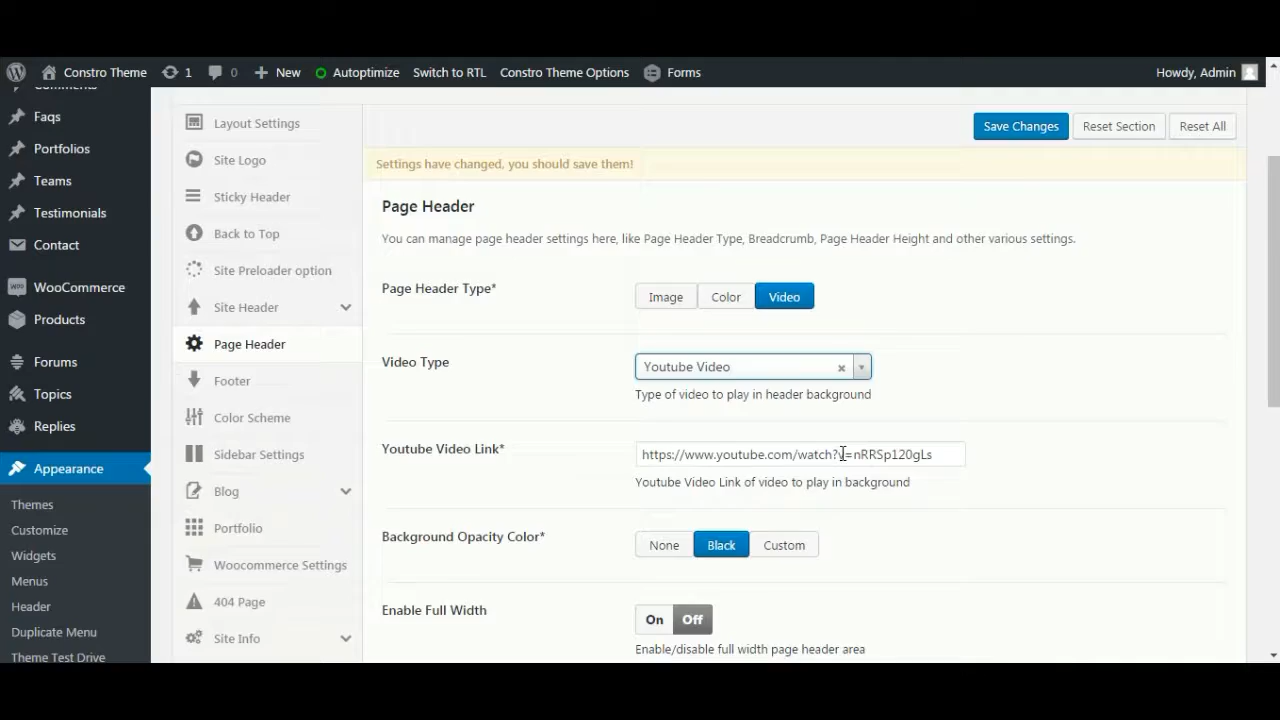 Constro Theme 1 0 New Autoptimize Switch to RTL Constro Theme Options Forms Howdy, Admin
Comments
Faqs
Portfolios
Teams
Testimonials
Contact
WooCommerce
Products
Forums
Topics
Replies
Appearance
Themes
Customize
Widgets
Menus
Header
Duplicate Menu
Theme Test Drive
Layout Settings
Site Logo
Sticky Header
Back to Top
Site Preloader option
Site Header
Page Header
Footer
Color Scheme
Sidebar Settings
Blog
Portfolio
Woocommerce Settings
404 Page
Site Info
Save Changes Reset Section Reset All
Settings have changed, you should save them!
Page Header
You can manage page header settings here, like Page Header Type, Breadcrumb, Page Header Height and other various settings.
Page Header Type* Image Color Video
Video Type Youtube Video
Type of video to play in header background
Youtube Video Link* https://www.youtube.com/watch?v=nRRSp120gLs
Youtube Video Link of video to play in background
Background Opacity Color* None Black Custom
Enable Full Width On Off
Enable/disable full width page header area